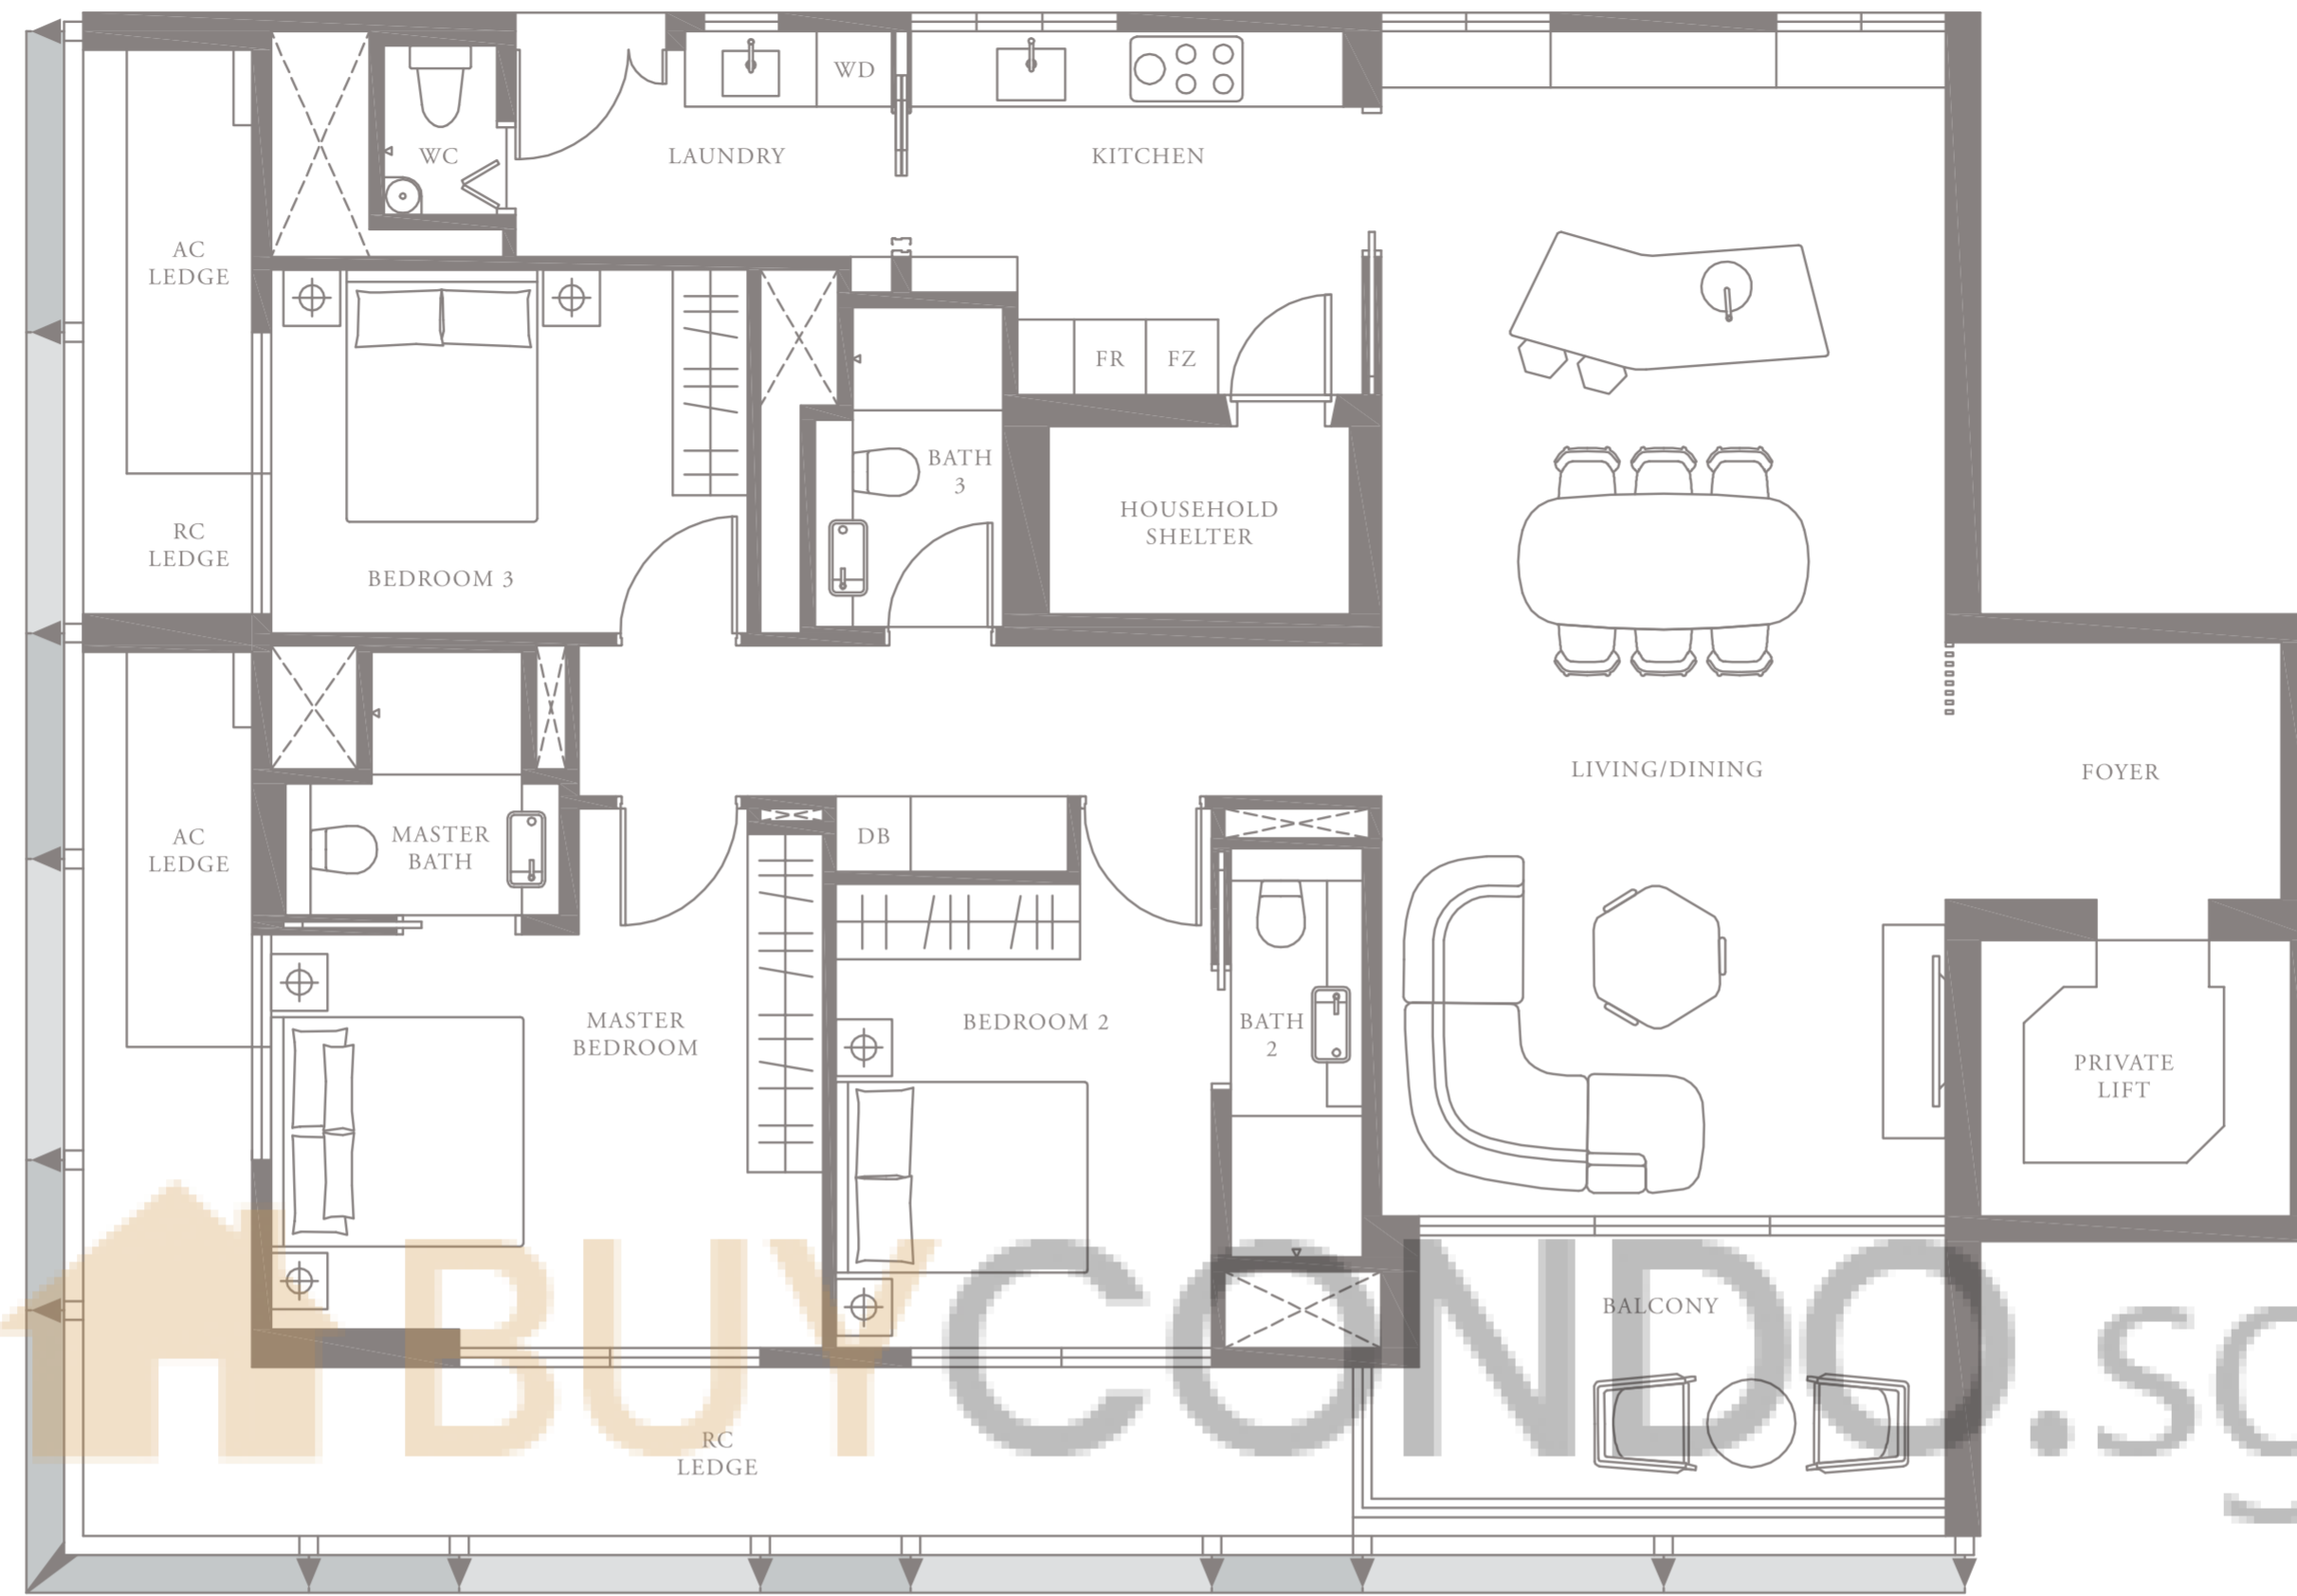 WD
WC
LAUNDRY
KITCHEN
AC
LEDGE
FR
FZ
BATH
3
HOUSEHOLD
SHELTER
RC
LEDGE
BEDROOM 3
LIVING/DINING
FOYER
AC
LEDGE
MASTER
BATH
DB
MASTER
BEDROOM
BEDROOM 2
BATH
2
PRIVATE
LIFT
BALCONY
BUYCONDO.sg
RC
LEDGE